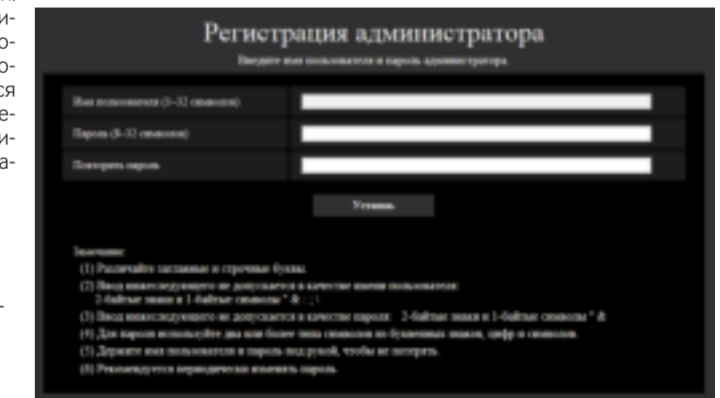 и-
о-
о-
ся
е-
и-
а-
-
Регистрация администратора
Введите имя пользователя и пароль администратора.
Имя пользователя (1-32 символов)
Пароль (8-32 символов)
Повторить пароль
Установ.
Замечание:
(1) Различайте заглавные и строчные буквы.
(2) Ввод нижеследующего не допускается в качестве имени пользователя:
2-байтные знаки и 1-байтные символы " & : ; \
(3) Ввод нижеследующего не допускается в качестве пароля: 2-байтные знаки и 1-байтные символы " &
(4) Для пароля используйте два или более типа символов из буквенных знаков, цифр и символов.
(5) Держите имя пользователя и пароль под рукой, чтобы не потерять.
(6) Рекомендуется периодически изменять пароль.